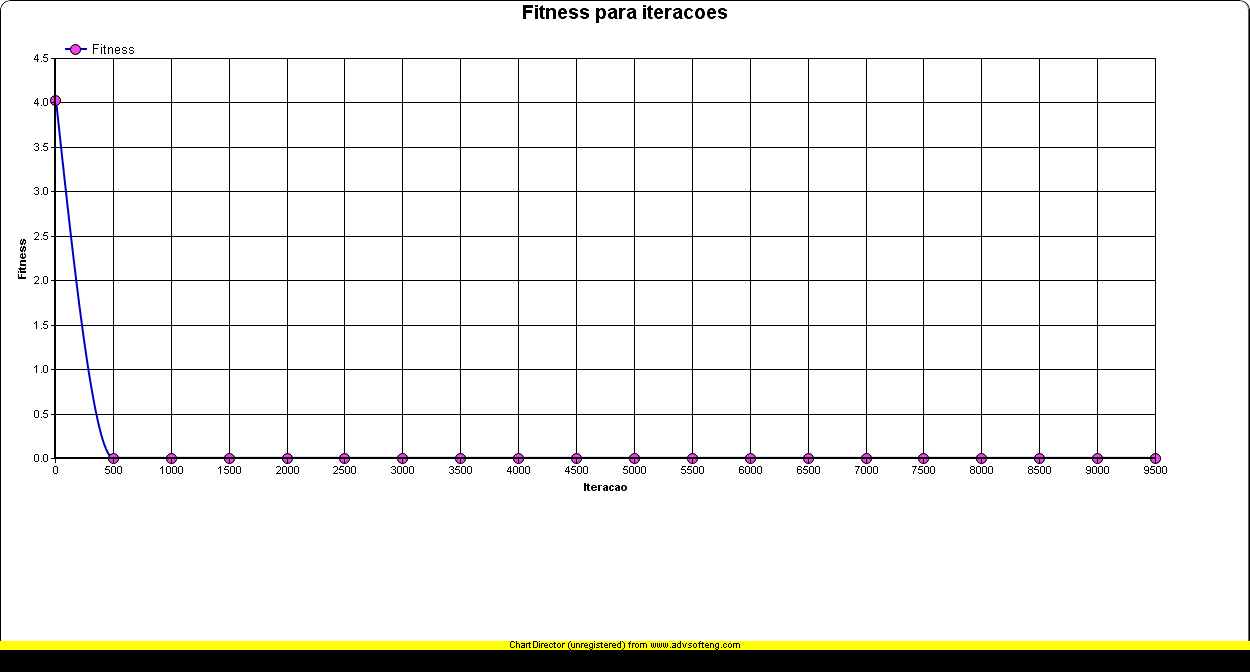 Fitness para iteracoes
Fitness
4.5
4.0
3.5
3.0
2.5
2.0
1.5
1.0
0.5
0.0
Fitness
0 500 1000 1500 2000 2500 3000 3500 4000 4500 5000 5500 6000 6500 7000 7500 8000 8500 9000 9500
Iteracao
ChartDirector (unregistered) from www.advsofteng.com